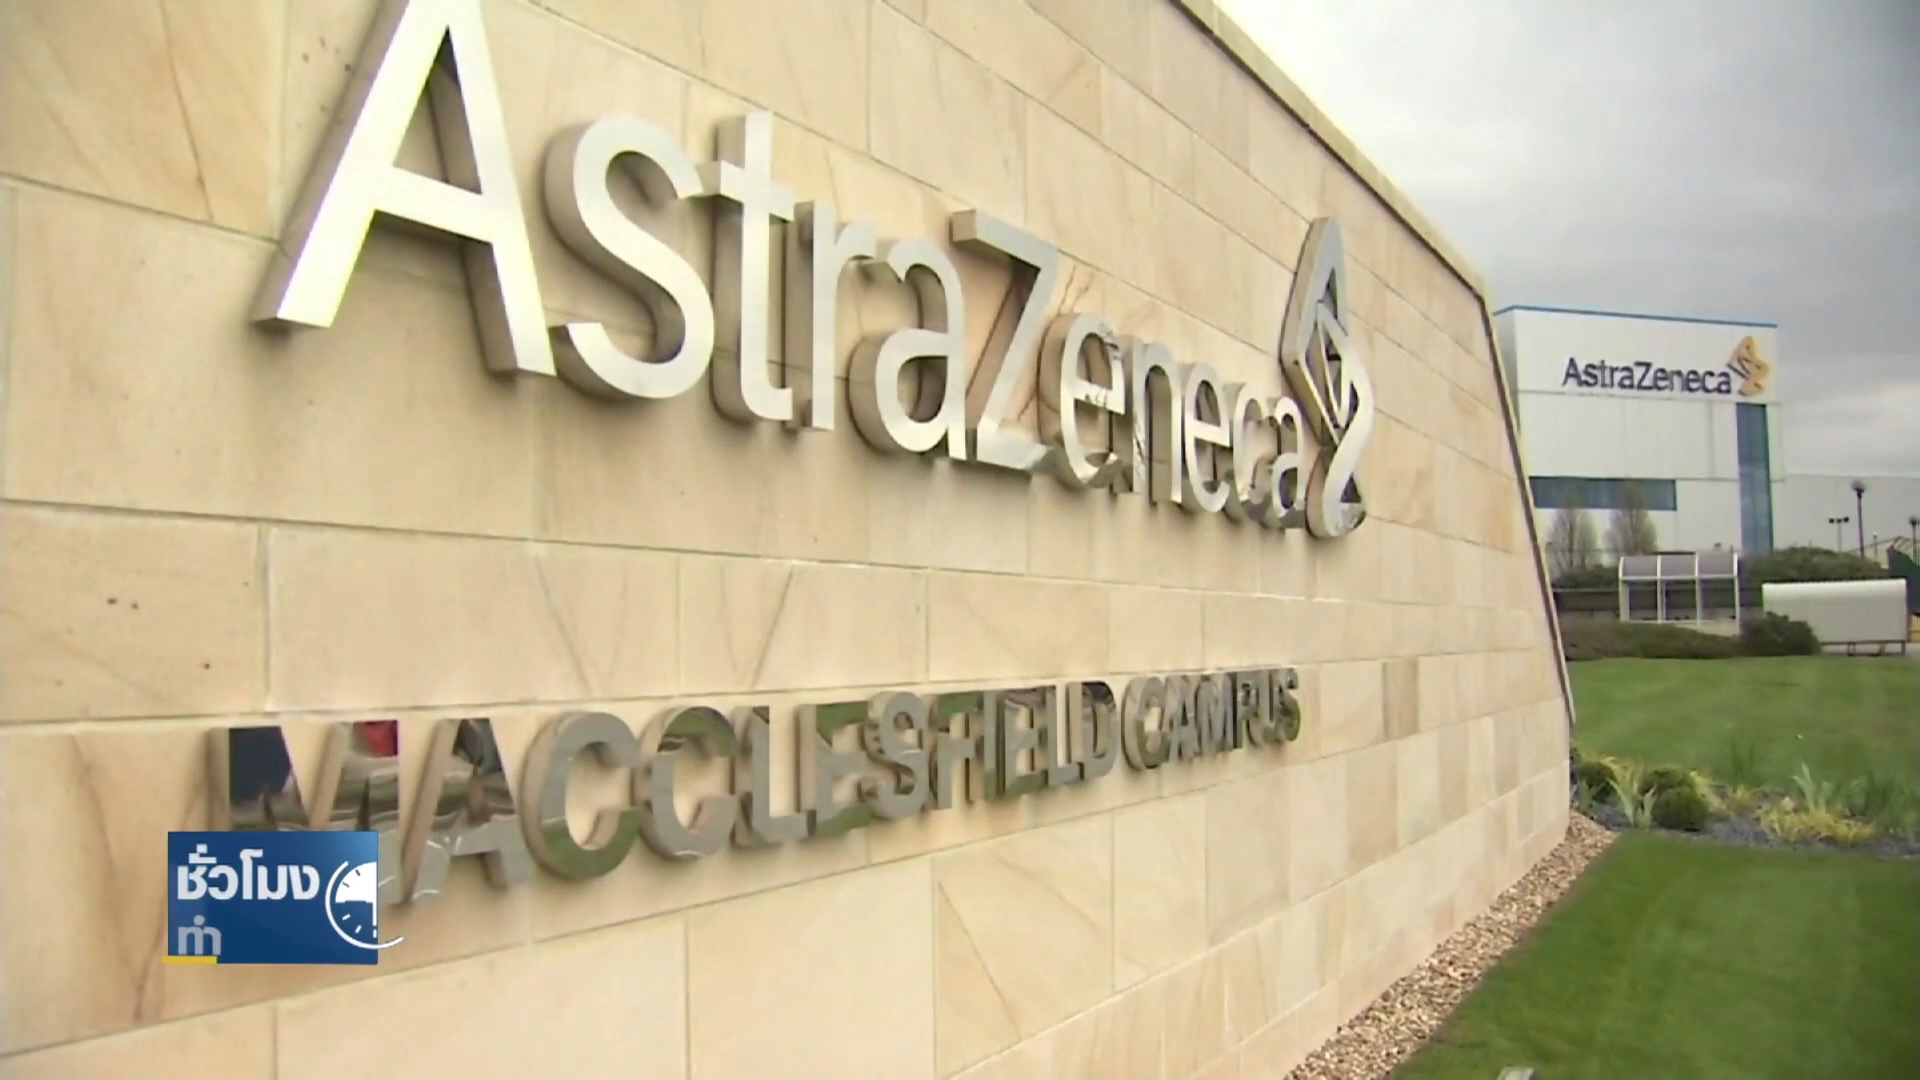 AstraZeneca
AstraZeneca
MACCLESFIELD CAMPUS
ชั่วโมง
ทำ